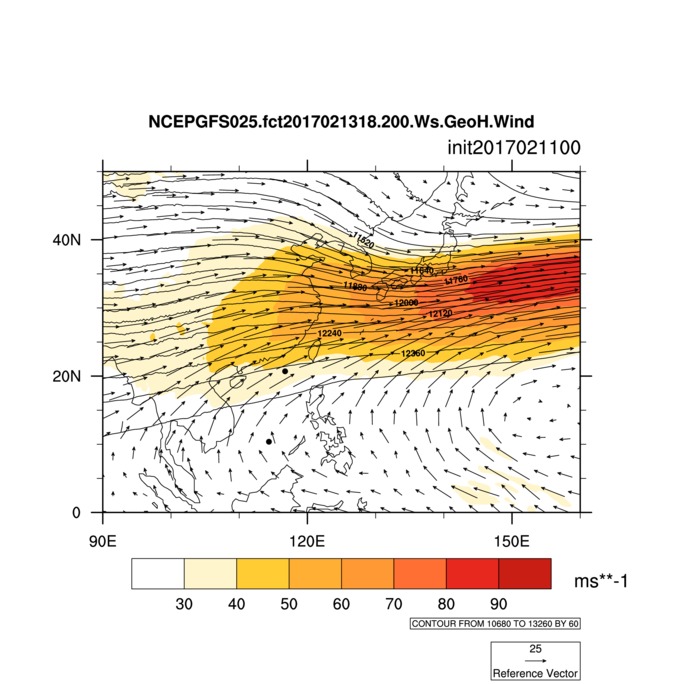 NCEPGFS025.fct2017021318.200.Ws.GeoH.Wind
init2017021100
40N
20N
0
11520
11640
11760
11880
12000
12120
12240
12360
90E 120E 150E
30 40 50 60 70 80 90
ms**-1
CONTOUR FROM 10680 TO 13260 BY 60
25
Reference Vector